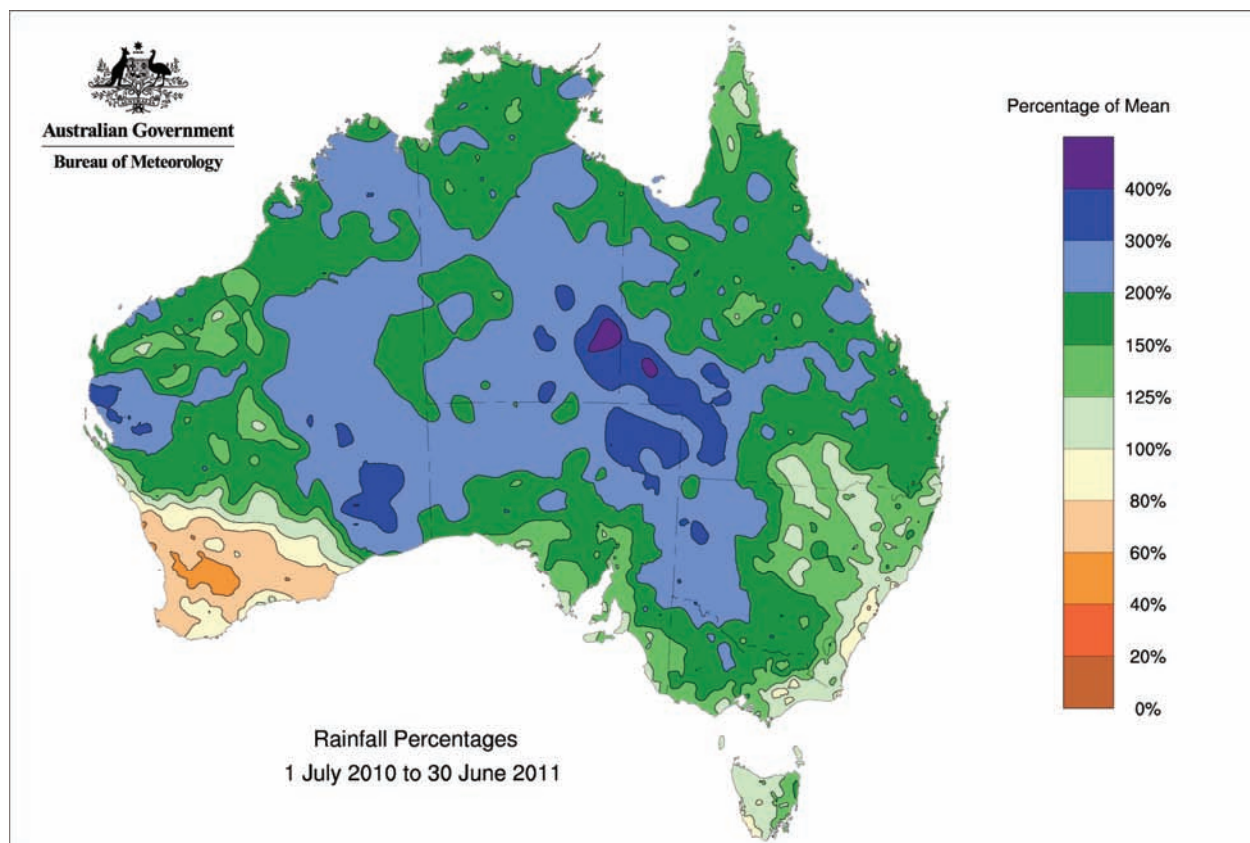 Australian Government
Bureau of Meteorology
Percentage of Mean
400%
300%
200%
150%
125%
100%
80%
60%
40%
20%
0%
Rainfall Percentages
1 July 2010 to 30 June 2011